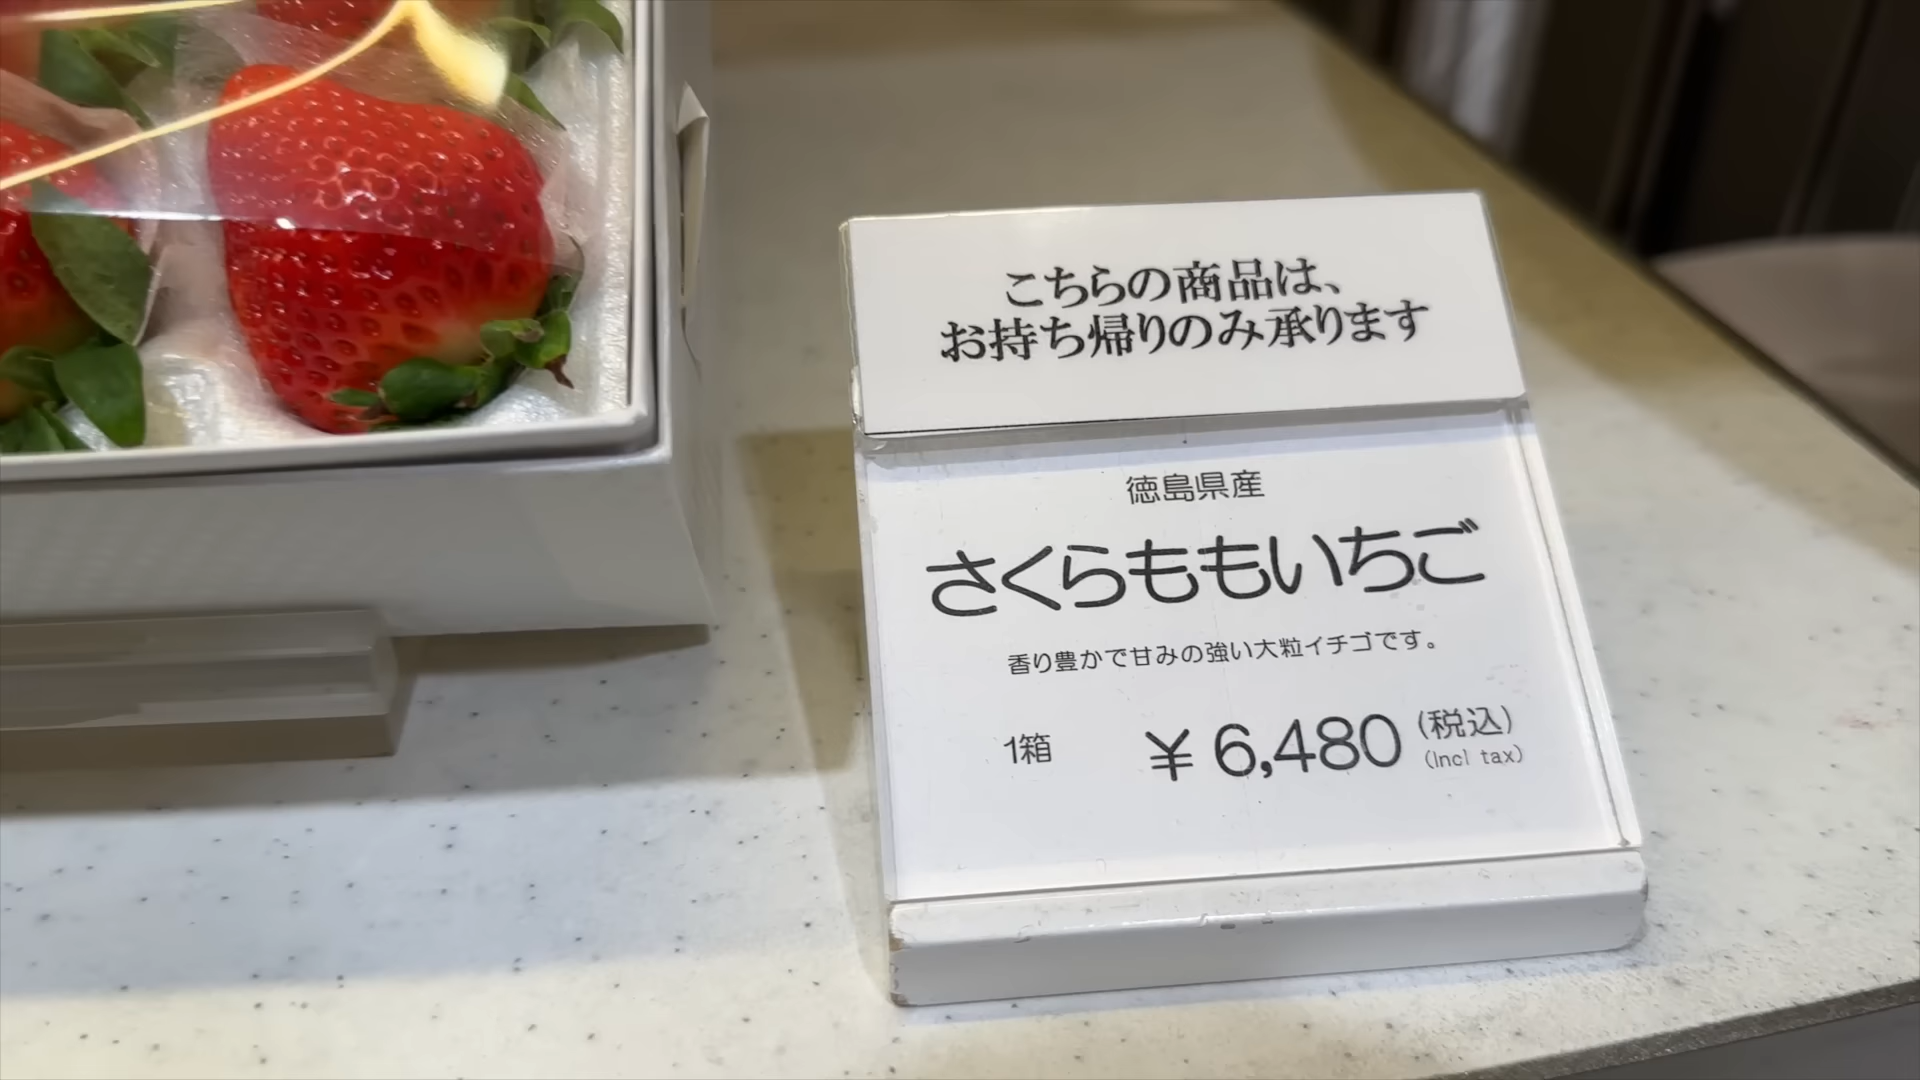 こちらの商品は、
お持ち帰りのみ承ります
徳島県産
さくらももいちご
香り豊かで甘みの強い大粒イチゴです。
1箱 ¥6,480 (税込)
(Incl tax)